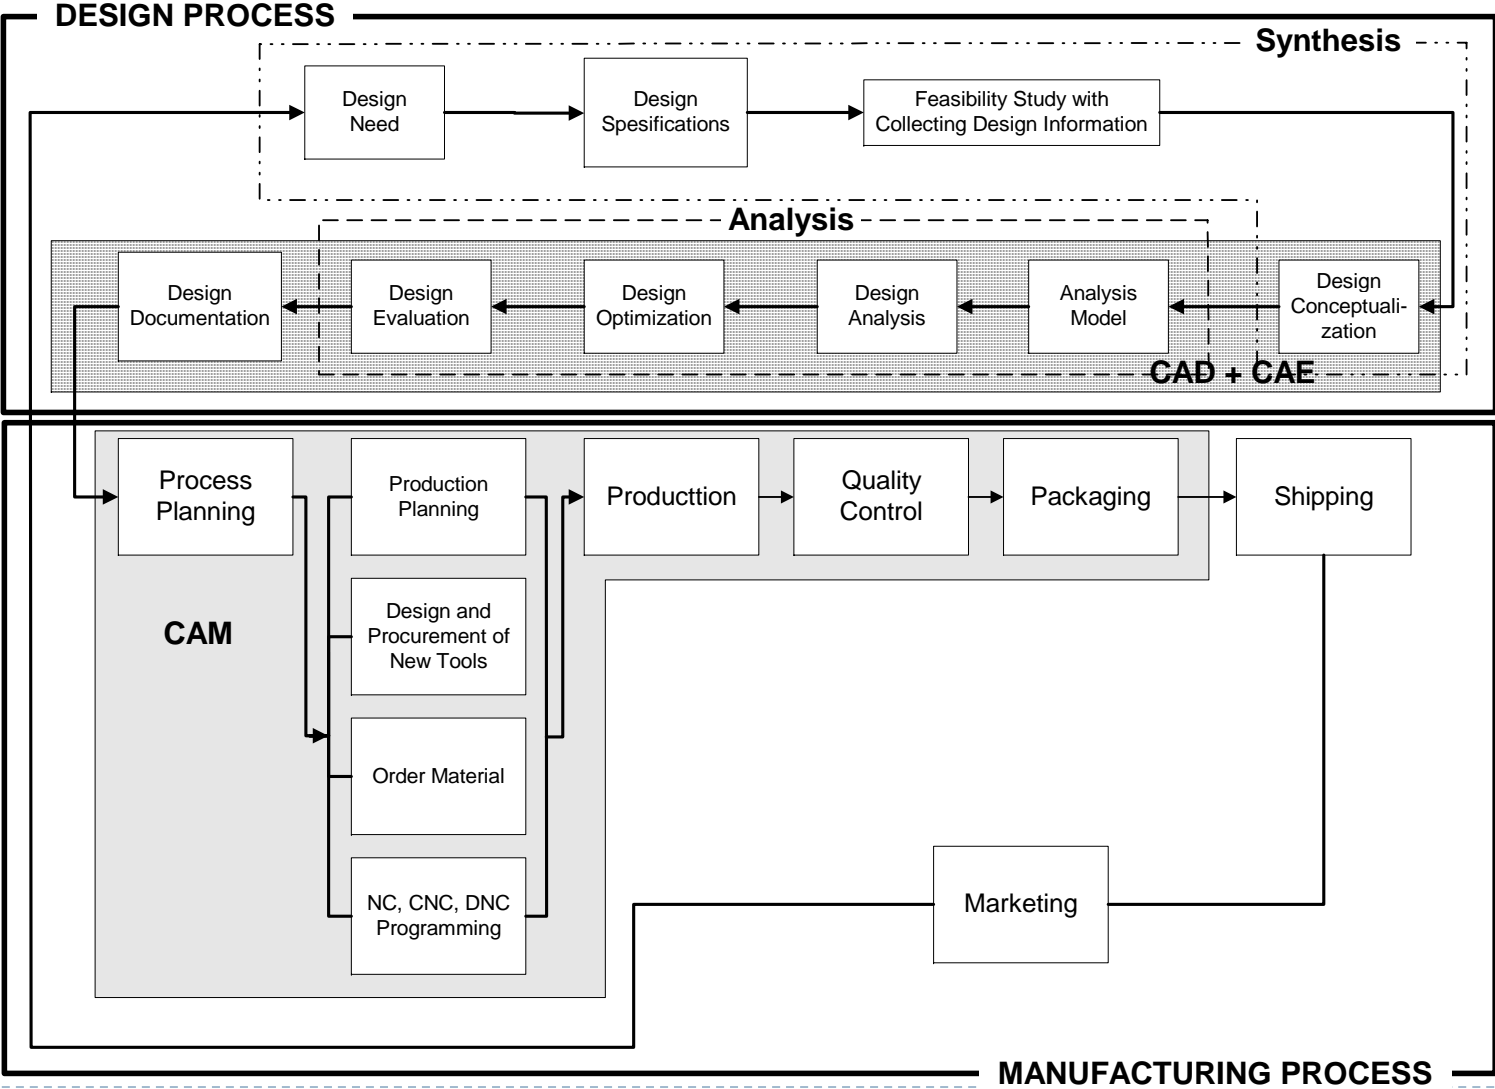 DESIGN PROCESS
Synthesis
Design
Need
Design
Spesifications
Feasibility Study with
Collecting Design Information
Analysis
Design
Documentation
Design
Evaluation
Design
Optimization
Design
Analysis
Analysis
Model
Design
Conceptuali-
zation
CAD + CAE
Process
Planning
Production
Planning
Producttion
Quality
Control
Packaging
Shipping
Design and
Procurement of
New Tools
CAM
Order Material
NC, CNC, DNC
Programming
Marketing
MANUFACTURING PROCESS